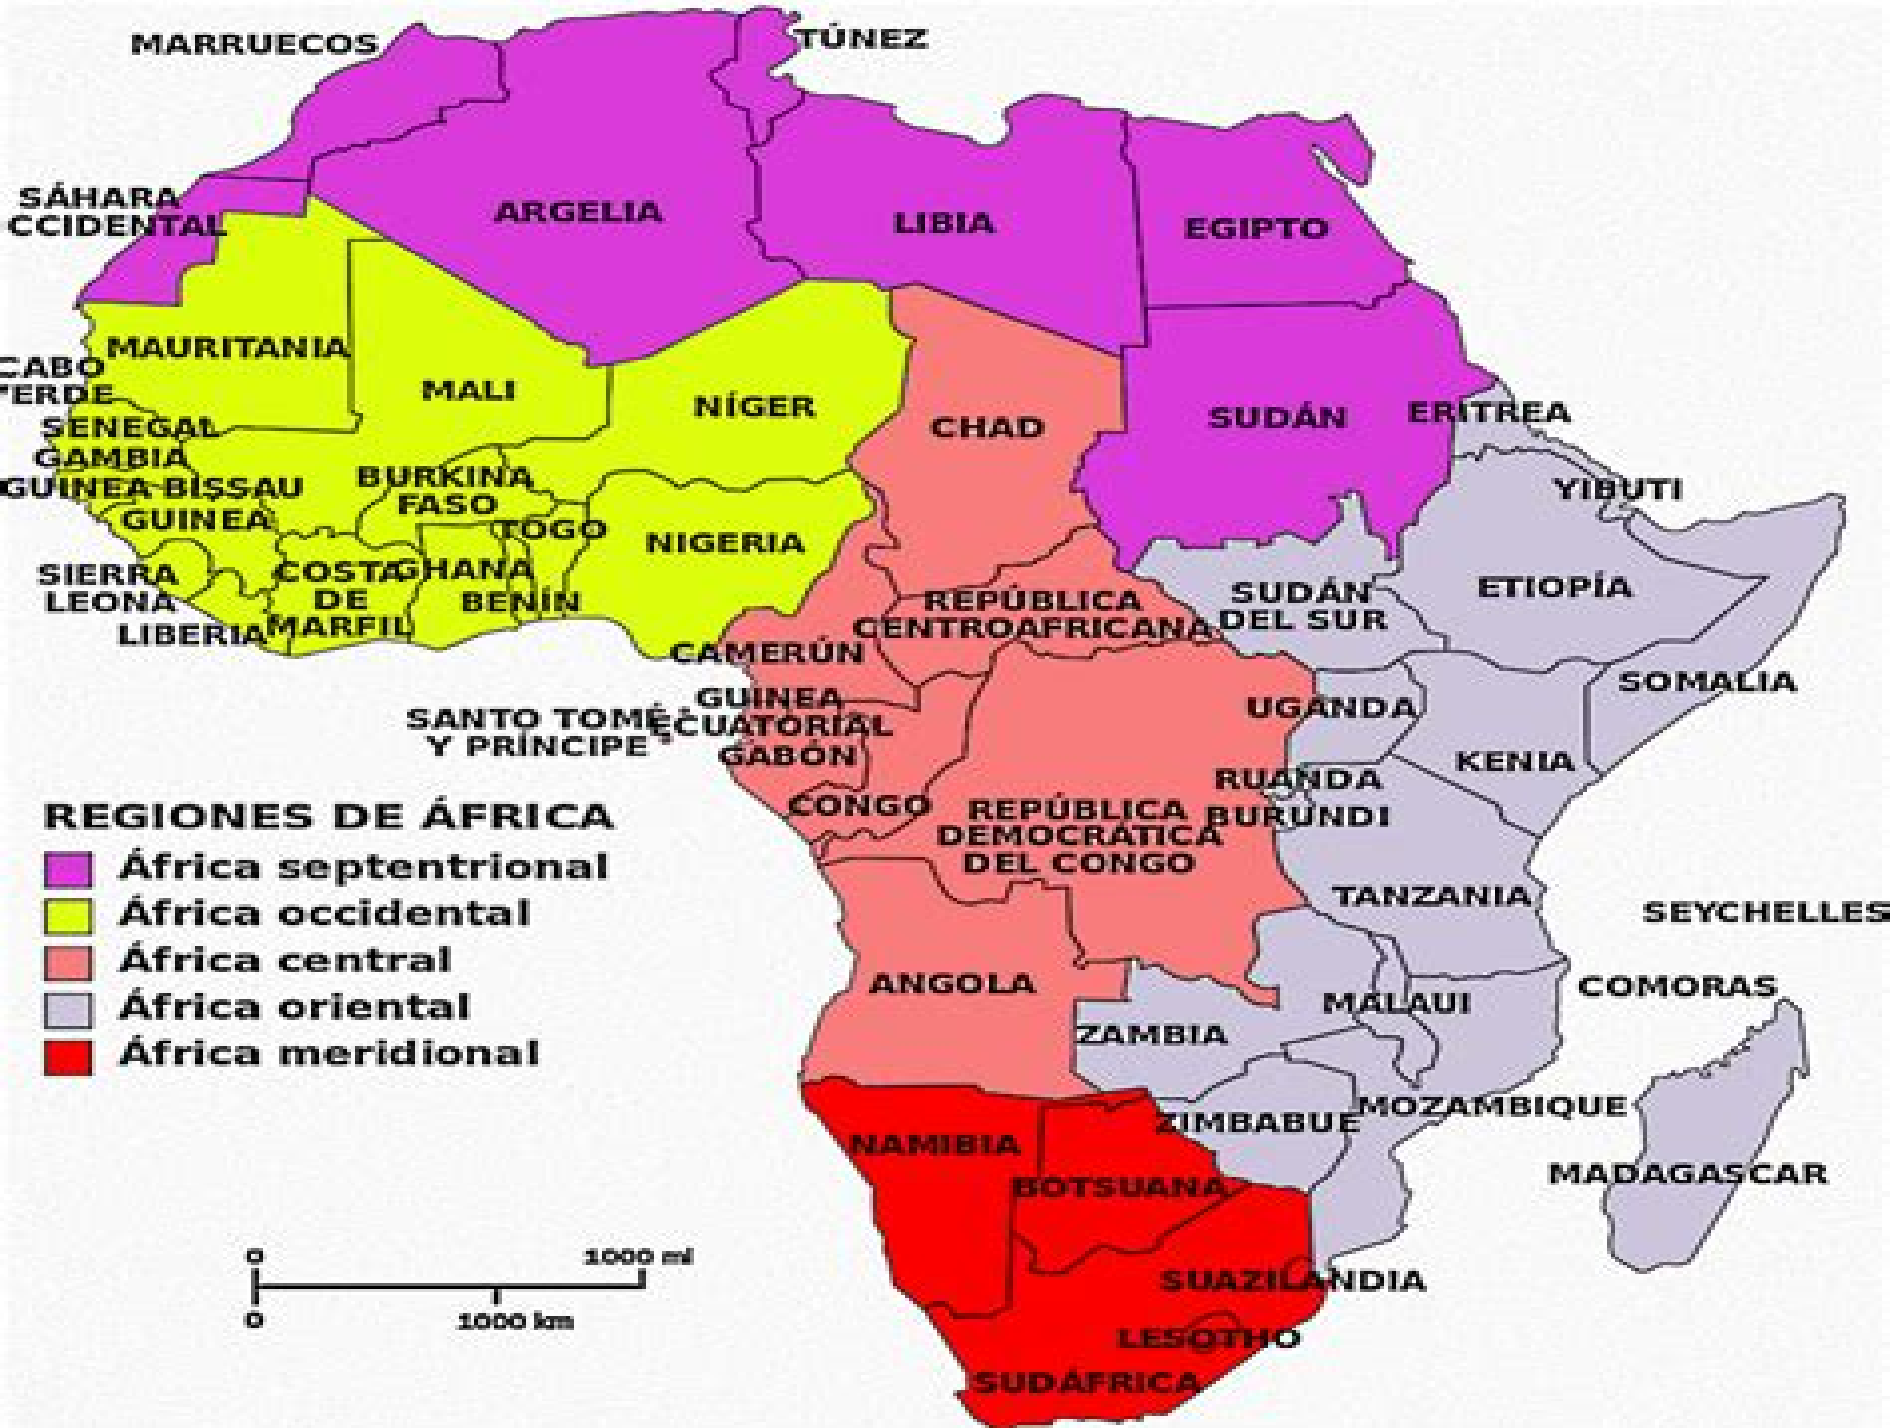 MARRUECOS
TÚNEZ
SÁHARA
CCIDENTAL
ARGELIA
LIBIA
EGIPTO
MAURITANIA
CABO
ERDE
MALI
NÍGER
CHAD
SUDÁN
ERITREA
SENEGAL
GAMBIA
GUINEA-BISSAU
GUINEA
BURKINA
FASO
TOGO
NIGERIA
YIBUTI
SIERRA
LEONA
LIBERIA
COSTA
DE
MARFIL
GHANA
BENÍN
REPÚBLICA
CENTROAFRICANA
SUDÁN
DEL SUR
ETIOPÍA
CAMERÚN
SOMALIA
GUINEA
ECUATORIAL
SANTO TOMÉ
Y PRÍNCIPE
GABÓN
UGANDA
KENIA
RUANDA
BURUNDI
CONGO
REPÚBLICA
DEMOCRÁTICA
DEL CONGO
TANZANIA
SEYCHELLES
COMORAS
ANGOLA
MALAUI
ZAMBIA
ZIMBABUE
MOZAMBIQUE
MADAGASCAR
NAMIBIA
BOTSUANA
SUAZILANDIA
LESOTHO
SUDÁFRICA
REGIONES DE ÁFRICA
África septentrional
África occidental
África central
África oriental
África meridional
0 1000 mi
0 1000 km